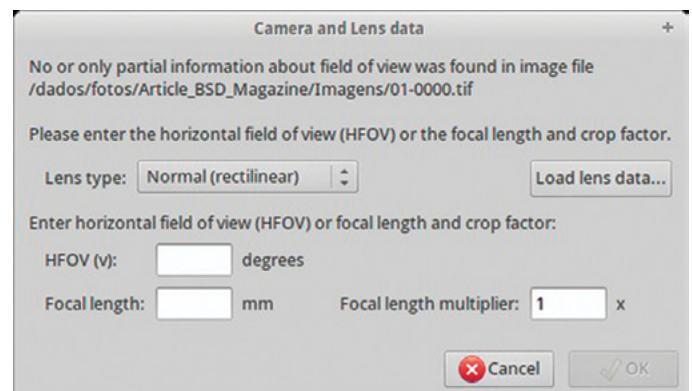 Camera and Lens data
No or only partial information about field of view was found in image file
/dados/fotos/Article_BSD_Magazine/Imagens/01-0000.tif
Please enter the horizontal field of view (HFOV) or the focal length and crop factor.
Lens type: Normal (rectilinear) Load lens data...
Enter horizontal field of view (HFOV) or focal length and crop factor:
HFOV (v): degrees
Focal length: mm Focal length multiplier: 1 x
Cancel OK